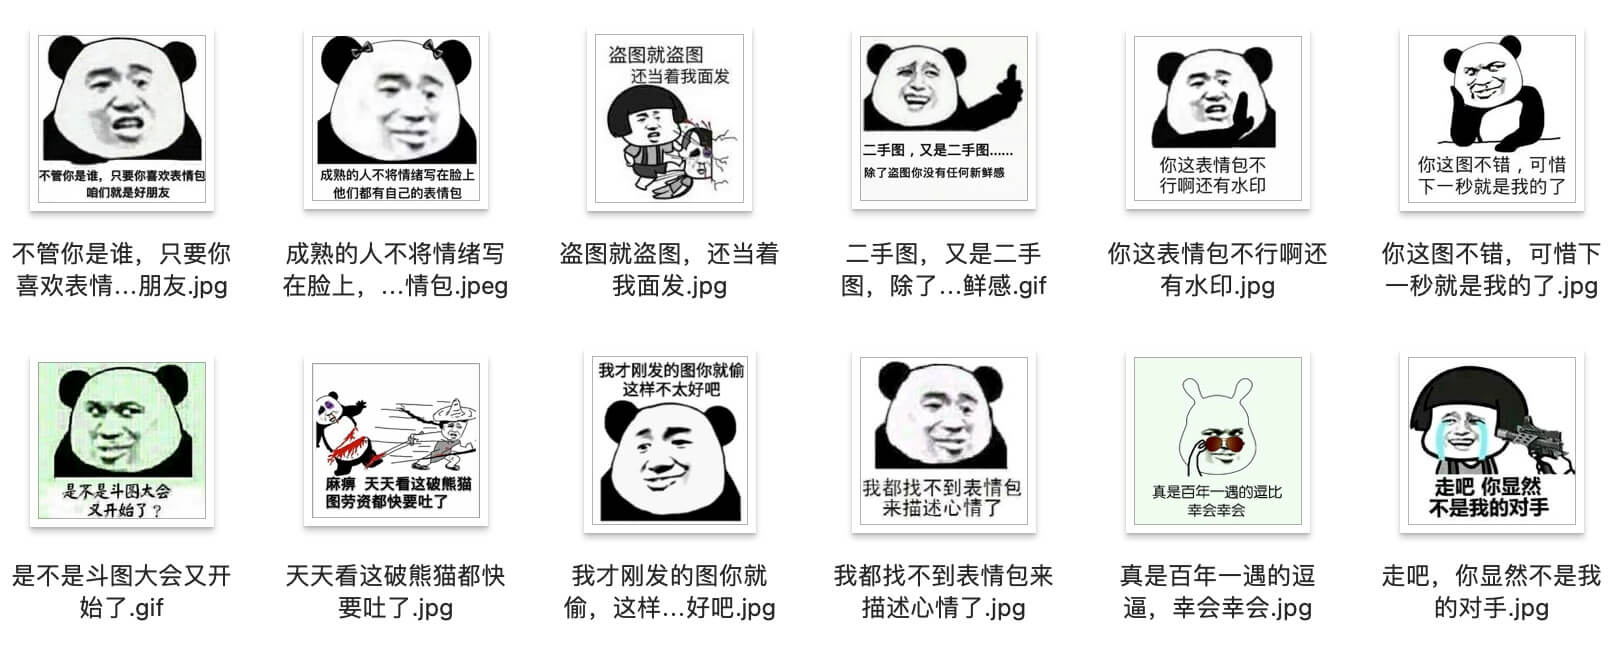 不管你是谁，只要你喜欢表情包
咱们就是好朋友
成熟的人不将情绪写在脸上
他们都有自己的表情包
盗图就盗图
还当着我面发
二手图，又是二手图......
除了盗图你没有任何新鲜感
你这表情包不
行啊还有水印
你这图不错，可惜
下一秒就是我的了
不管你是谁，只要你
喜欢表情...朋友.jpg
成熟的人不将情绪写
在脸上，...情包.jpeg
盗图就盗图，还当着
我面发.jpg
二手图，又是二手
图，除了...鲜感.gif
你这表情包不行啊还
有水印.jpg
你这图不错，可惜下
一秒就是我的了.jpg
是不是斗图大会
又开始了？
麻痹 天天看这破熊猫
图劳资都快要吐了
我才刚发的图你就偷
这样不太好吧
我都找不到表情包
来描述心情了
真是百年一遇的逗比
幸会幸会
走吧 你显然
不是我的对手
是不是斗图大会又开
始了.gif
天天看这破熊猫都快
要吐了.jpg
我才刚发的图你就
偷，这样...好吧.jpg
我都找不到表情包来
描述心情了.jpg
真是百年一遇的逗
逼，幸会幸会.jpg
走吧，你显然不是我
的对手.jpg